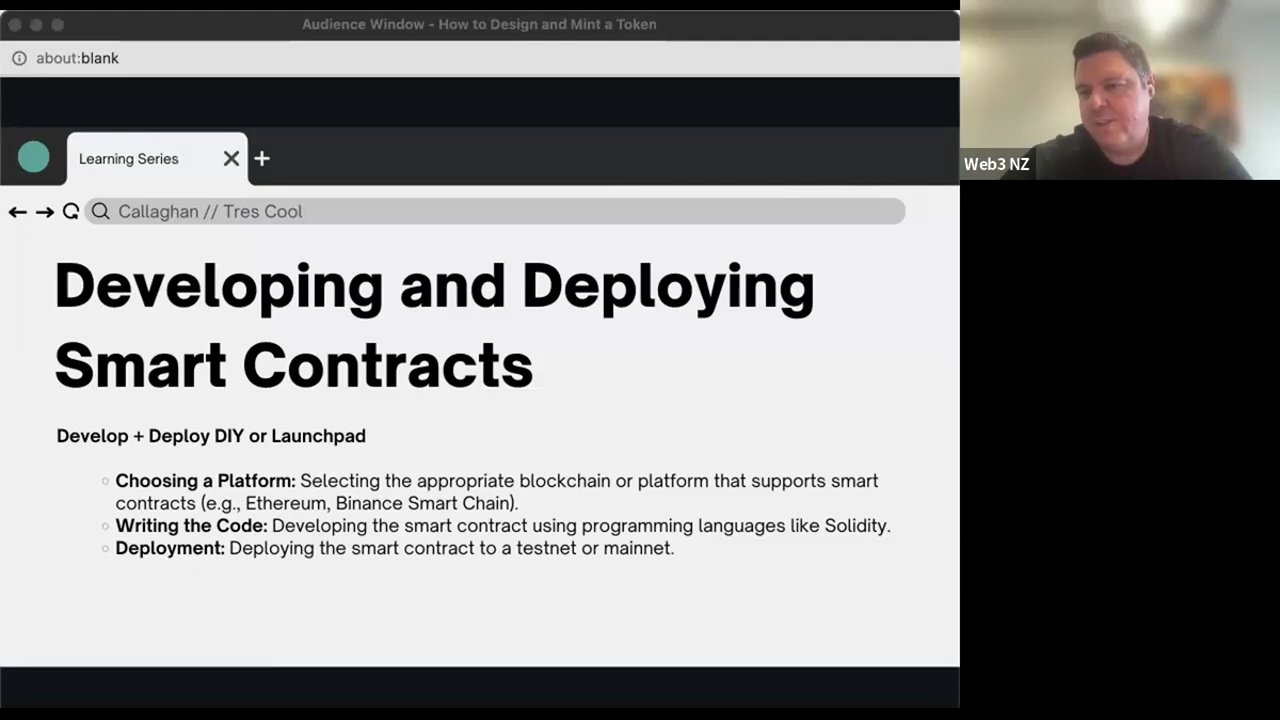 Audience Window - How to Design and Mint a Token
about:blank
Learning Series
Callaghan // Tres Cool
Developing and Deploying
Smart Contracts
Develop + Deploy DIY or Launchpad
Choosing a Platform: Selecting the appropriate blockchain or platform that supports smart
contracts (e.g., Ethereum, Binance Smart Chain).
Writing the Code: Developing the smart contract using programming languages like Solidity.
Deployment: Deploying the smart contract to a testnet or mainnet.
Web3 NZ